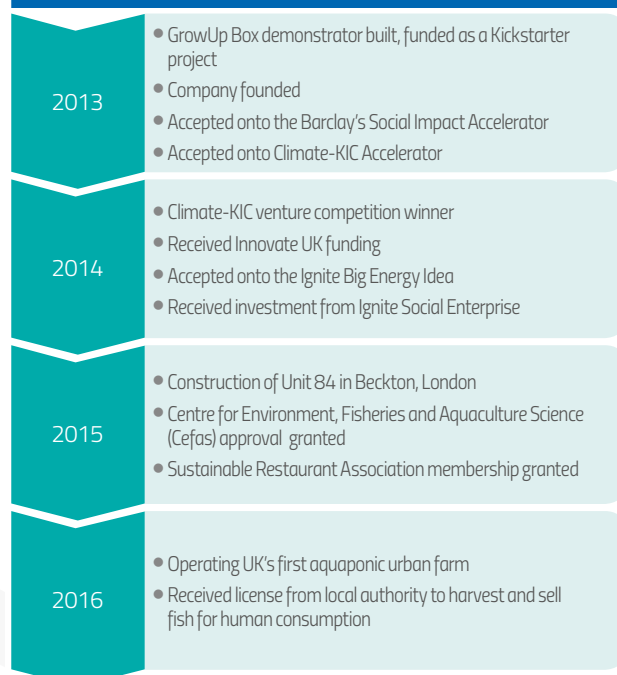 2013
• GrowUp Box demonstrator built, funded as a Kickstarter
project
• Company founded
• Accepted onto the Barclay's Social Impact Accelerator
• Accepted onto Climate-KIC Accelerator
2014
• Climate-KIC venture competition winner
• Received Innovate UK funding
• Accepted onto the Ignite Big Energy Idea
• Received investment from Ignite Social Enterprise
2015
• Construction of Unit 84 in Beckton, London
• Centre for Environment, Fisheries and Aquaculture Science
(Cefas) approval granted
• Sustainable Restaurant Association membership granted
2016
• Operating UK's first aquaponic urban farm
• Received license from local authority to harvest and sell
fish for human consumption